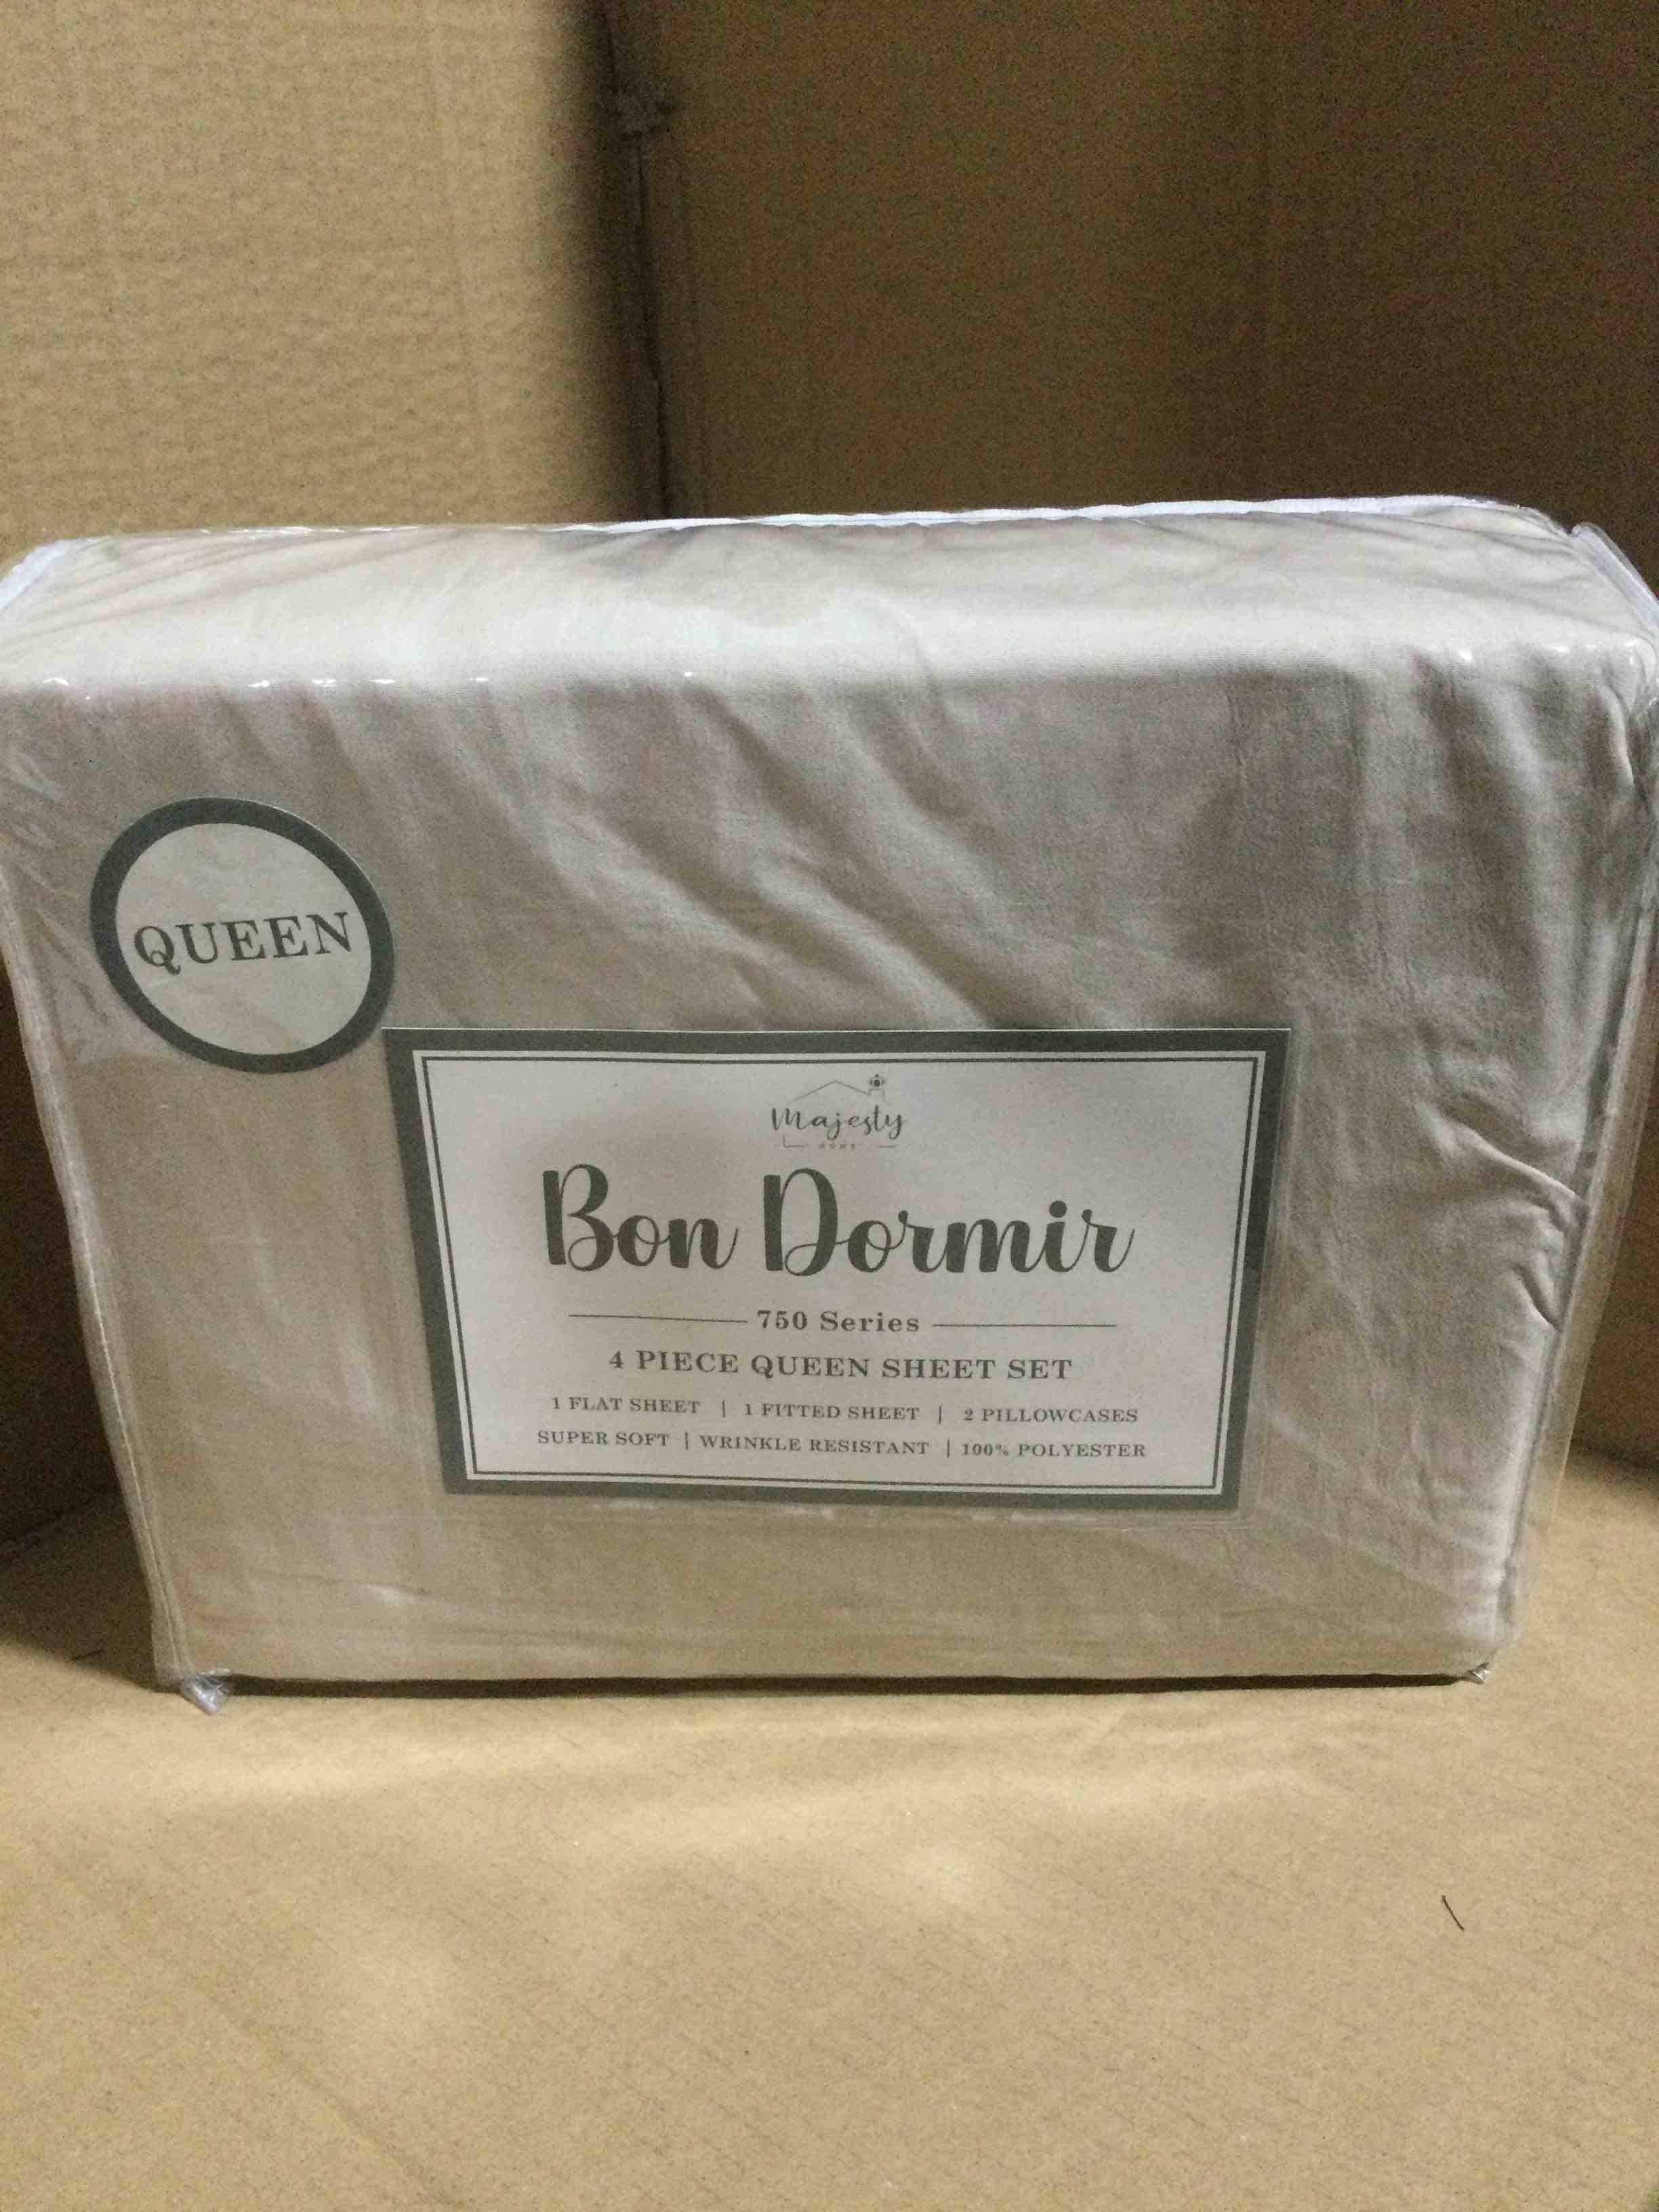 QUEEN
Majesty
HOME
Bon Dormir
750 Series
4 PIECE QUEEN SHEET SET
1 FLAT SHEET | 1 FITTED SHEET | 2 PILLOWCASES
SUPER SOFT | WRINKLE RESISTANT | 100% POLYESTER